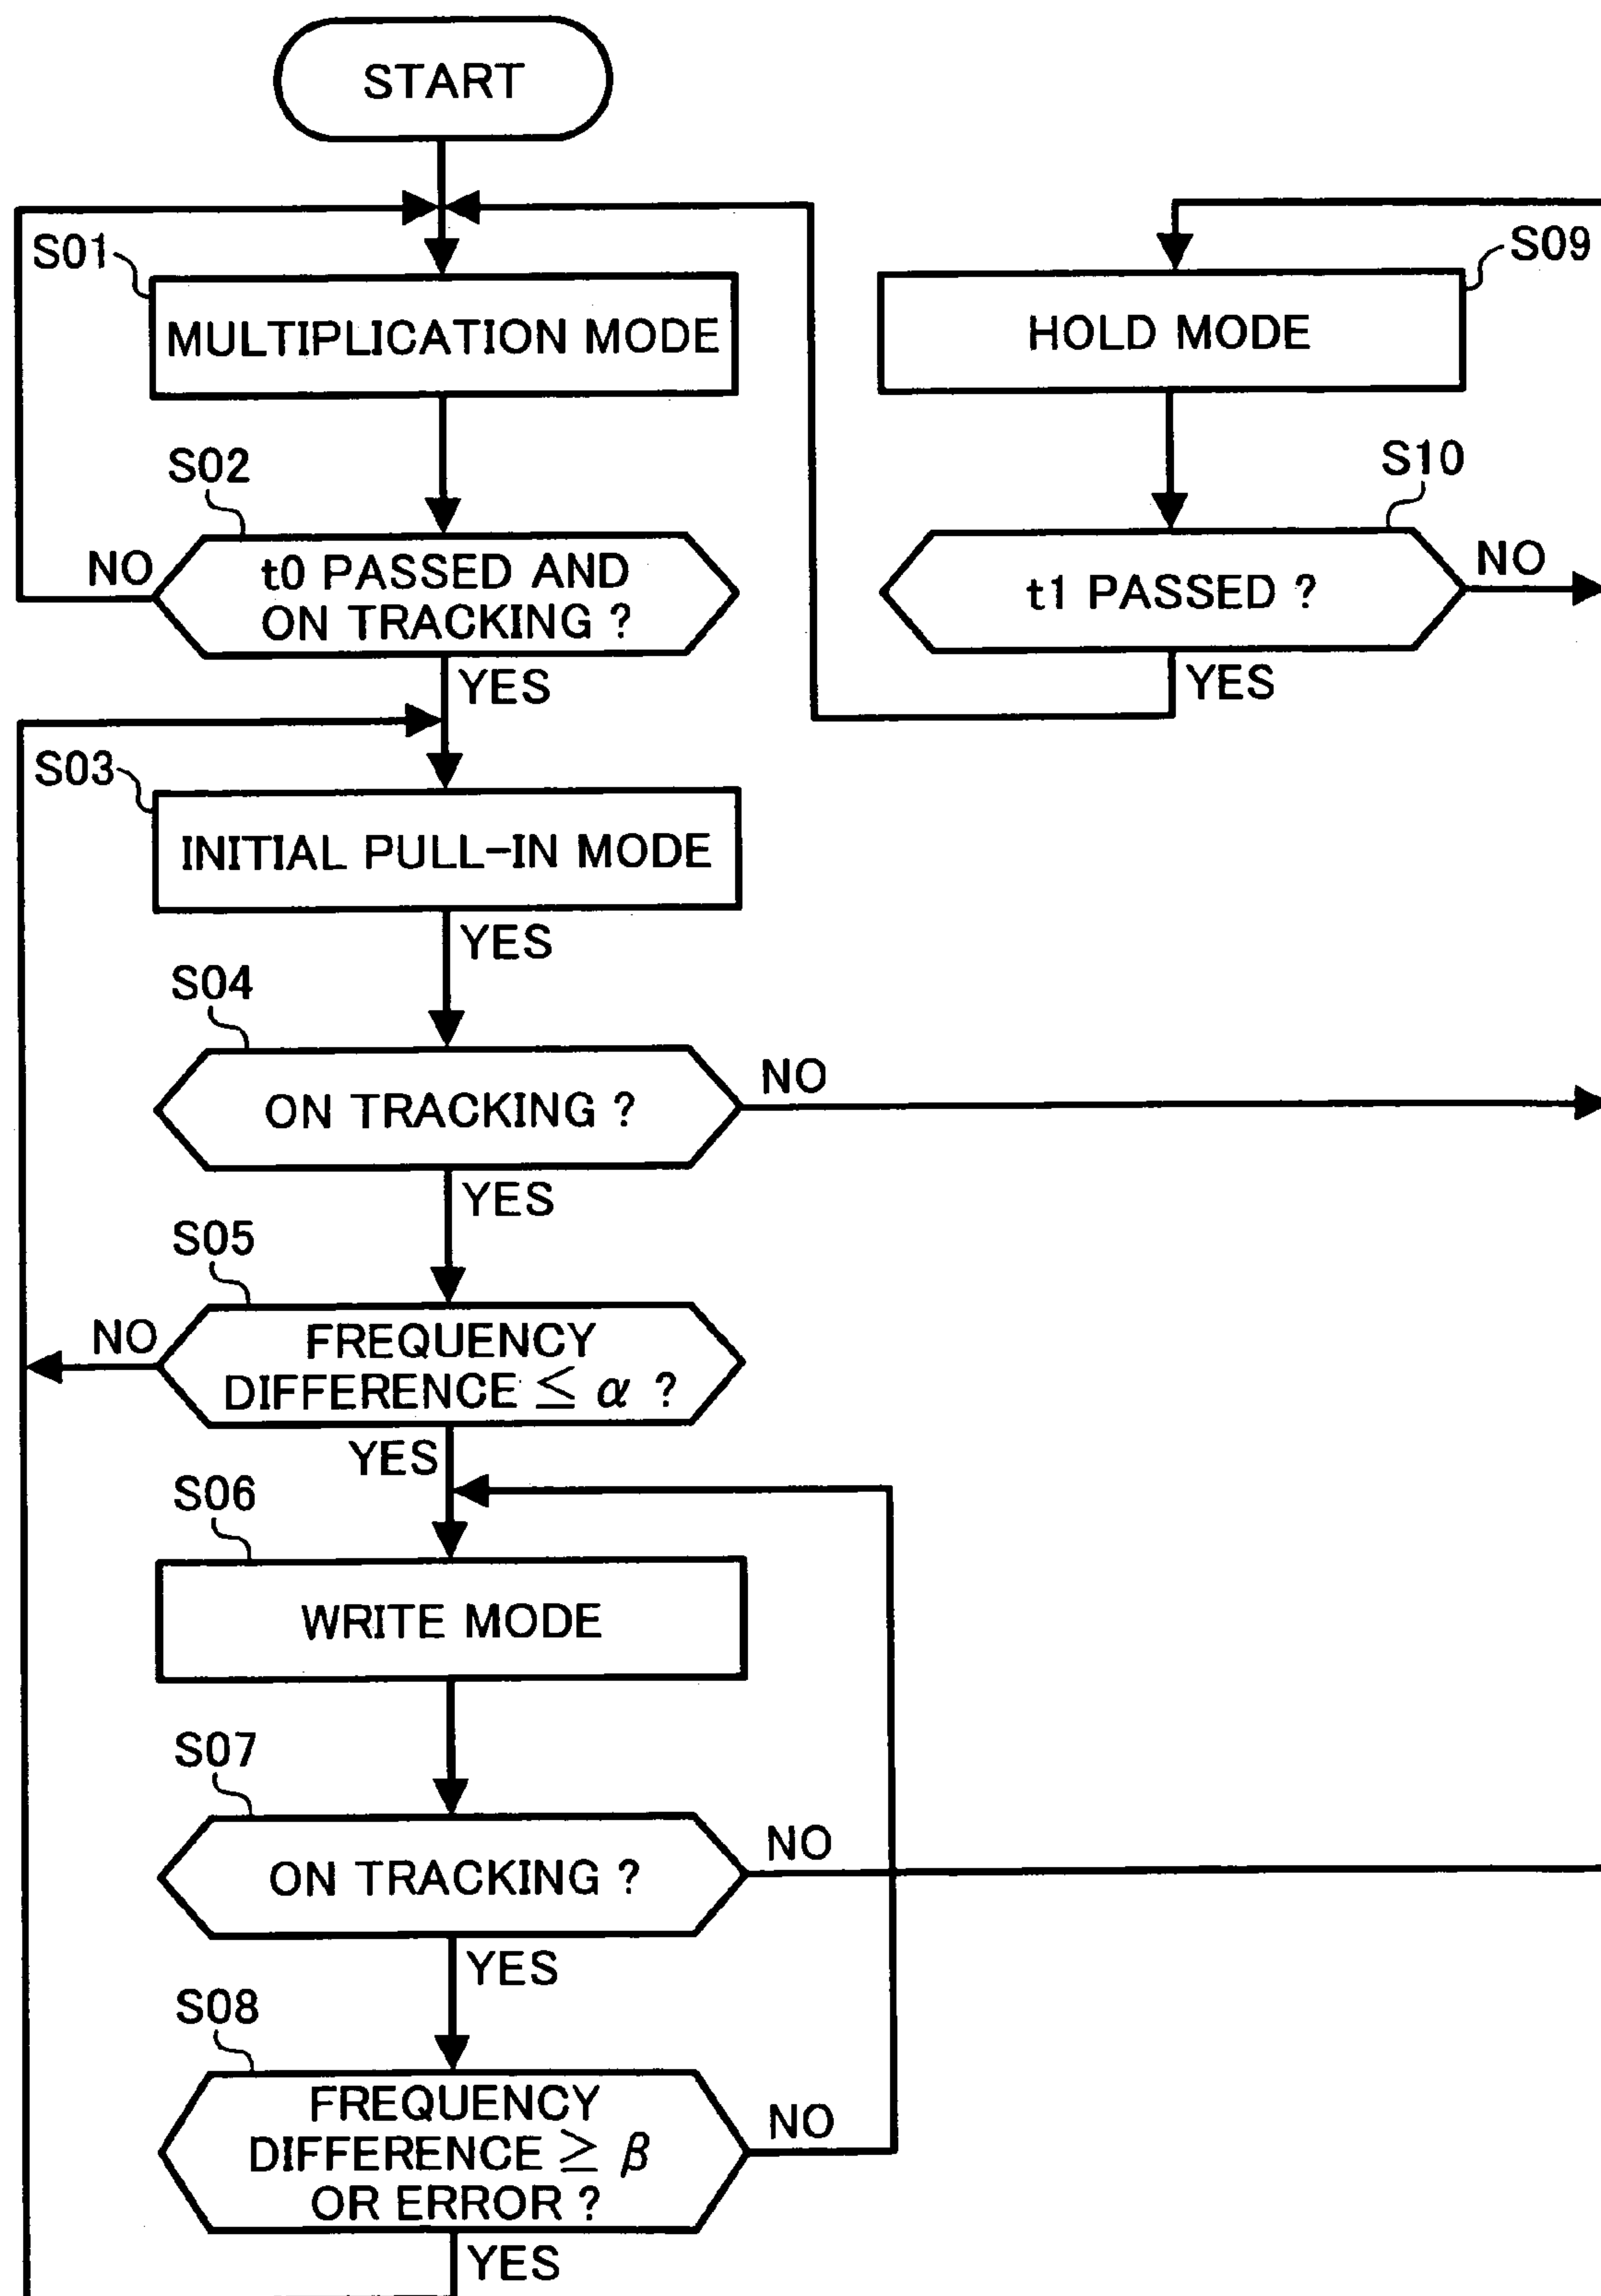 START
S01
MULTIPLICATION MODE
S02
NO
t0 PASSED AND
ON TRACKING ?
YES
S03
INITIAL PULL-IN MODE
YES
S04
ON TRACKING ?
NO
YES
S05
NO
FREQUENCY
DIFFERENCE ≦ α ?
YES
S06
WRITE MODE
S07
ON TRACKING ?
NO
YES
S08
FREQUENCY
DIFFERENCE ≧ β
OR ERROR ?
NO
YES
S09
HOLD MODE
S10
t1 PASSED ?
NO
YES